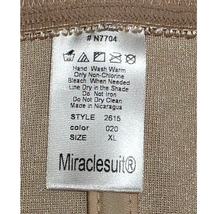 # N7704
Hand Wash Warm
Only Non-Chlorine
Bleach When Needed
Line Dry in the Shade
Do Not Iron
Do Not Dry Clean
Made in Nicaragua
STYLE 2615
color 020
SIZE XL
Miraclesuit®